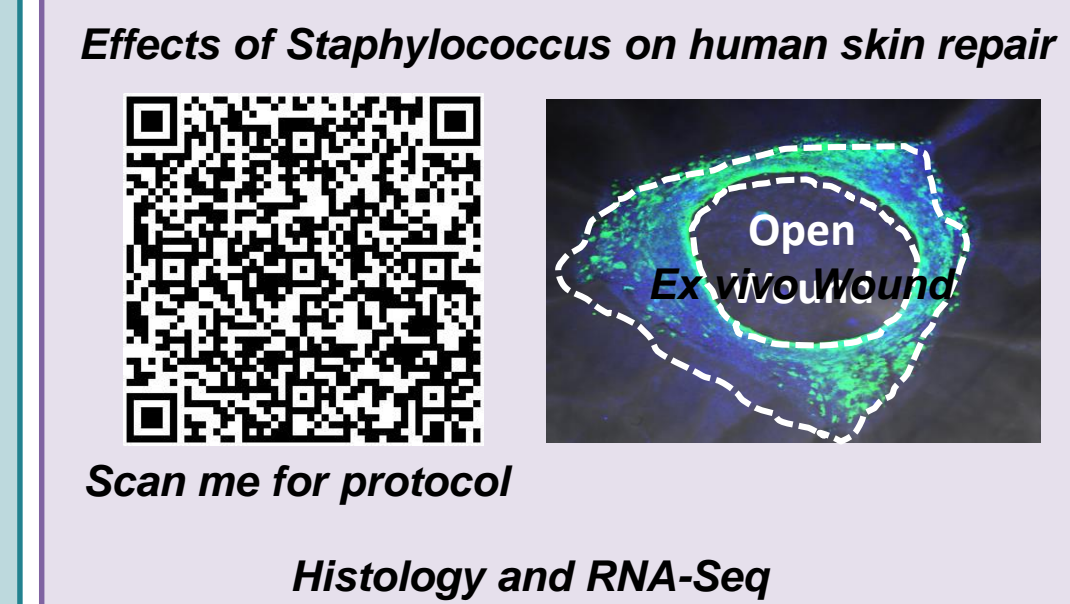 Effects of Staphylococcus on human skin repair
Open
Wound
Ex vivo Wound
Scan me for protocol
Histology and RNA-Seq